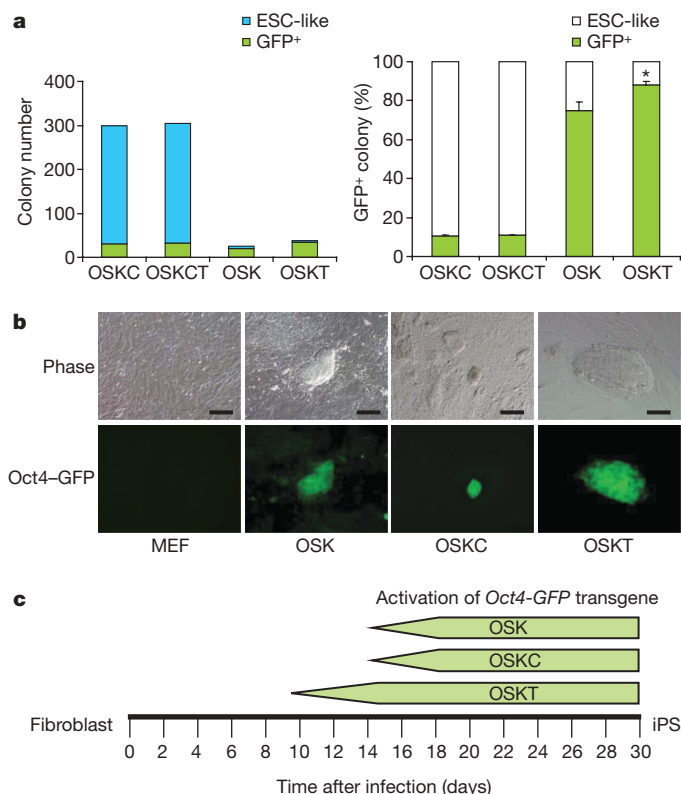 a
ESC-like
GFP+
Colony number
400
300
200
100
0
OSKC OSKCT OSK OSKT
ESC-like
GFP+
GFP+ colony (%)
100
80
60
40
20
0
*
OSKC OSKCT OSK OSKT
b
Phase
Oct4–GFP
MEF OSK OSKC OSKT
c
Activation of Oct4-GFP transgene
OSK
OSKC
OSKT
Fibroblast
iPS
0 2 4 6 8 10 12 14 16 18 20 22 24 26 28 30
Time after infection (days)